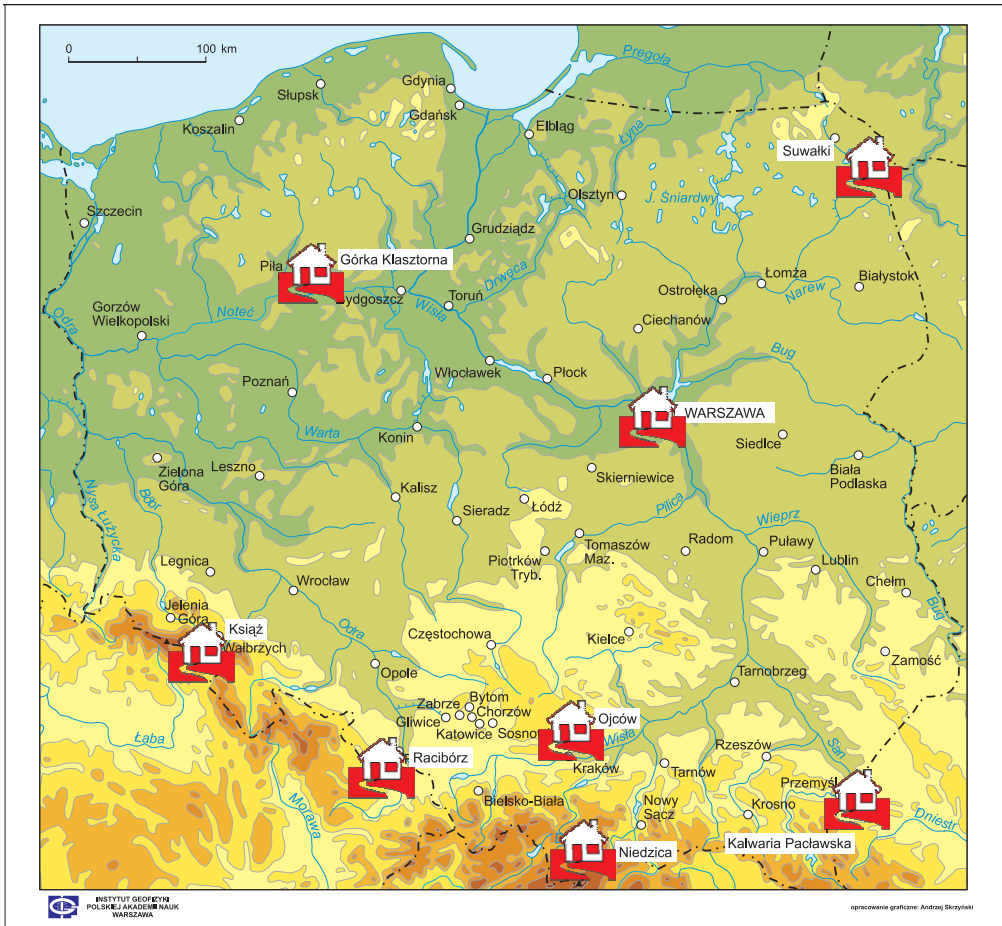 0 100 km
Pregoła
Gdynia
Słupsk
Gdańsk
Koszalin
Elbląg
Łyna
Suwałki
Olsztyn
J. Śniardwy
Szczecin
Grudziądz
Górka Klasztorna
Piła
Drwęca
Łomża
Białystok
Bydgoszcz
Toruń
Ostrołęka
Narew
Gorzów
Wielkopolski
Noteć
Wisła
Odra
Ciechanów
Bug
Włocławek
Płock
Poznań
WARSZAWA
Warta
Konin
Siedlce
Zielona
Góra
Leszno
Skierniewice
Biała
Podlaska
Nysa Łużycka
Bóbr
Kalisz
Sieradz
Łódź
Pilica
Wieprz
Legnica
Piotrków
Tryb.
Tomaszów
Maz.
Radom
Puławy
Lublin
Wrocław
Chełm
Bug
Jelenia
Góra
Książ
Wałbrzych
Odra
Częstochowa
Kielce
Zamość
Opole
Tarnobrzeg
Zabrze
Bytom
Gliwice
Chorzów
Katowice
Sosno
Ojców
Wisła
Łaba
Racibórz
Kraków
Rzeszów
San
Tarnów
Przemyśl
Morawa
Bielsko-Biała
Nowy
Sącz
Krosno
Dniestr
Niedzica
Kalwaria Pacławska
INSTYTUT GEOFIZYKI
POLSKIEJ AKADEMII NAUK
WARSZAWA
opracowanie graficzne: Andrzej Skrzyński